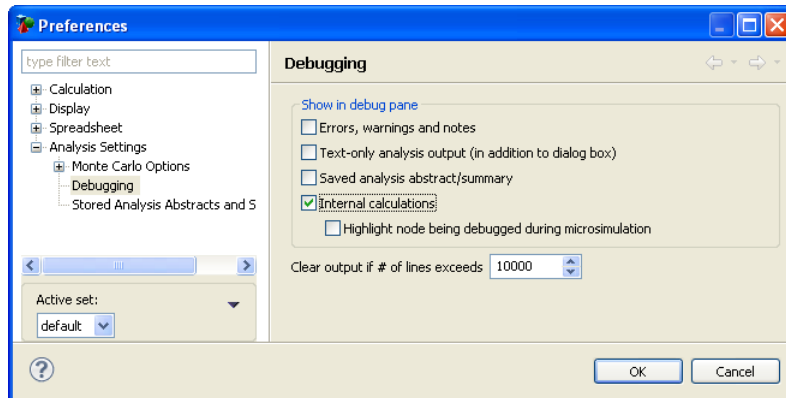 Preferences
type filter text
Calculation
Display
Spreadsheet
Analysis Settings
Monte Carlo Options
Debugging
Stored Analysis Abstracts and S
Active set:
default
Debugging
Show in debug pane
Errors, warnings and notes
Text-only analysis output (in addition to dialog box)
Saved analysis abstract/summary
Internal calculations
Highlight node being debugged during microsimulation
Clear output if # of lines exceeds 10000
?
OK Cancel